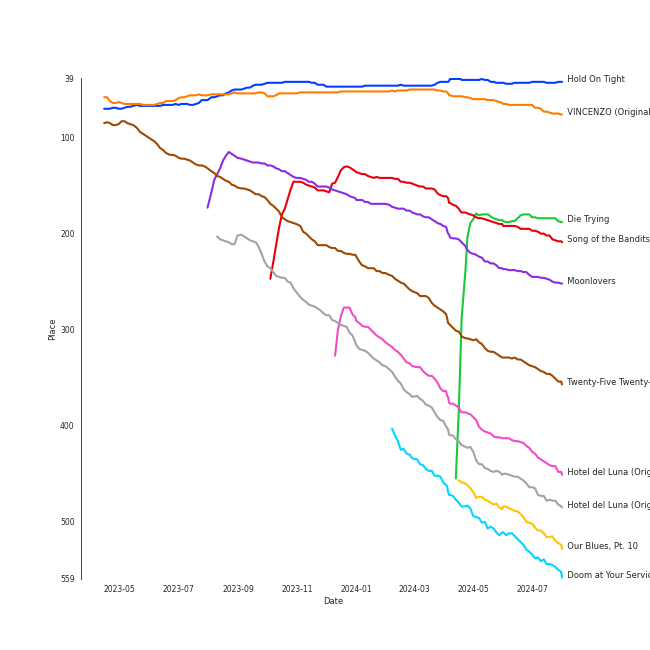 39
100
200
300
400
500
559
Place
2023-05
2023-07
2023-09
2023-11
2024-01
2024-03
2024-05
2024-07
Date
Hold On Tight
VINCENZO (Original
Die Trying
Song of the Bandits
Moonlovers
Twenty-Five Twenty-
Hotel del Luna (Orig
Hotel del Luna (Orig
Our Blues, Pt. 10
Doom at Your Servic